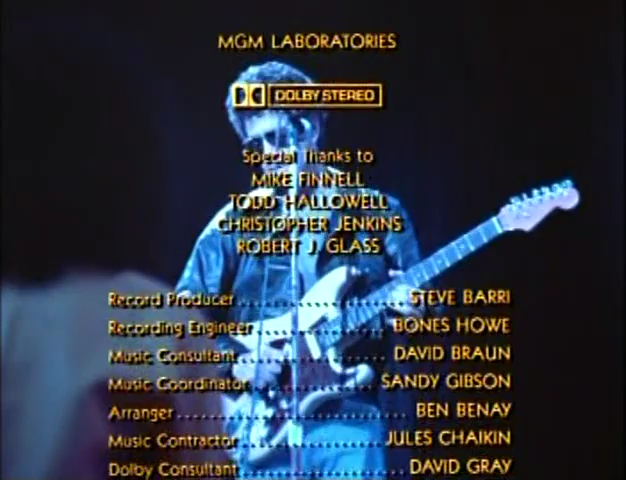 MGM LABORATORIES
DOLBY STEREO
Special Thanks to
MIKE FINNELL
TODD HALLOWELL
CHRISTOPHER JENKINS
ROBERT J. GLASS
Record Producer....................STEVE BARRI
Recording Engineer....................BONES HOWE
Music Consultant....................DAVID BRAUN
Music Coordinator....................SANDY GIBSON
Arranger....................BEN BENAY
Music Contractor....................JULES CHAIKIN
Dolby Consultant....................DAVID GRAY